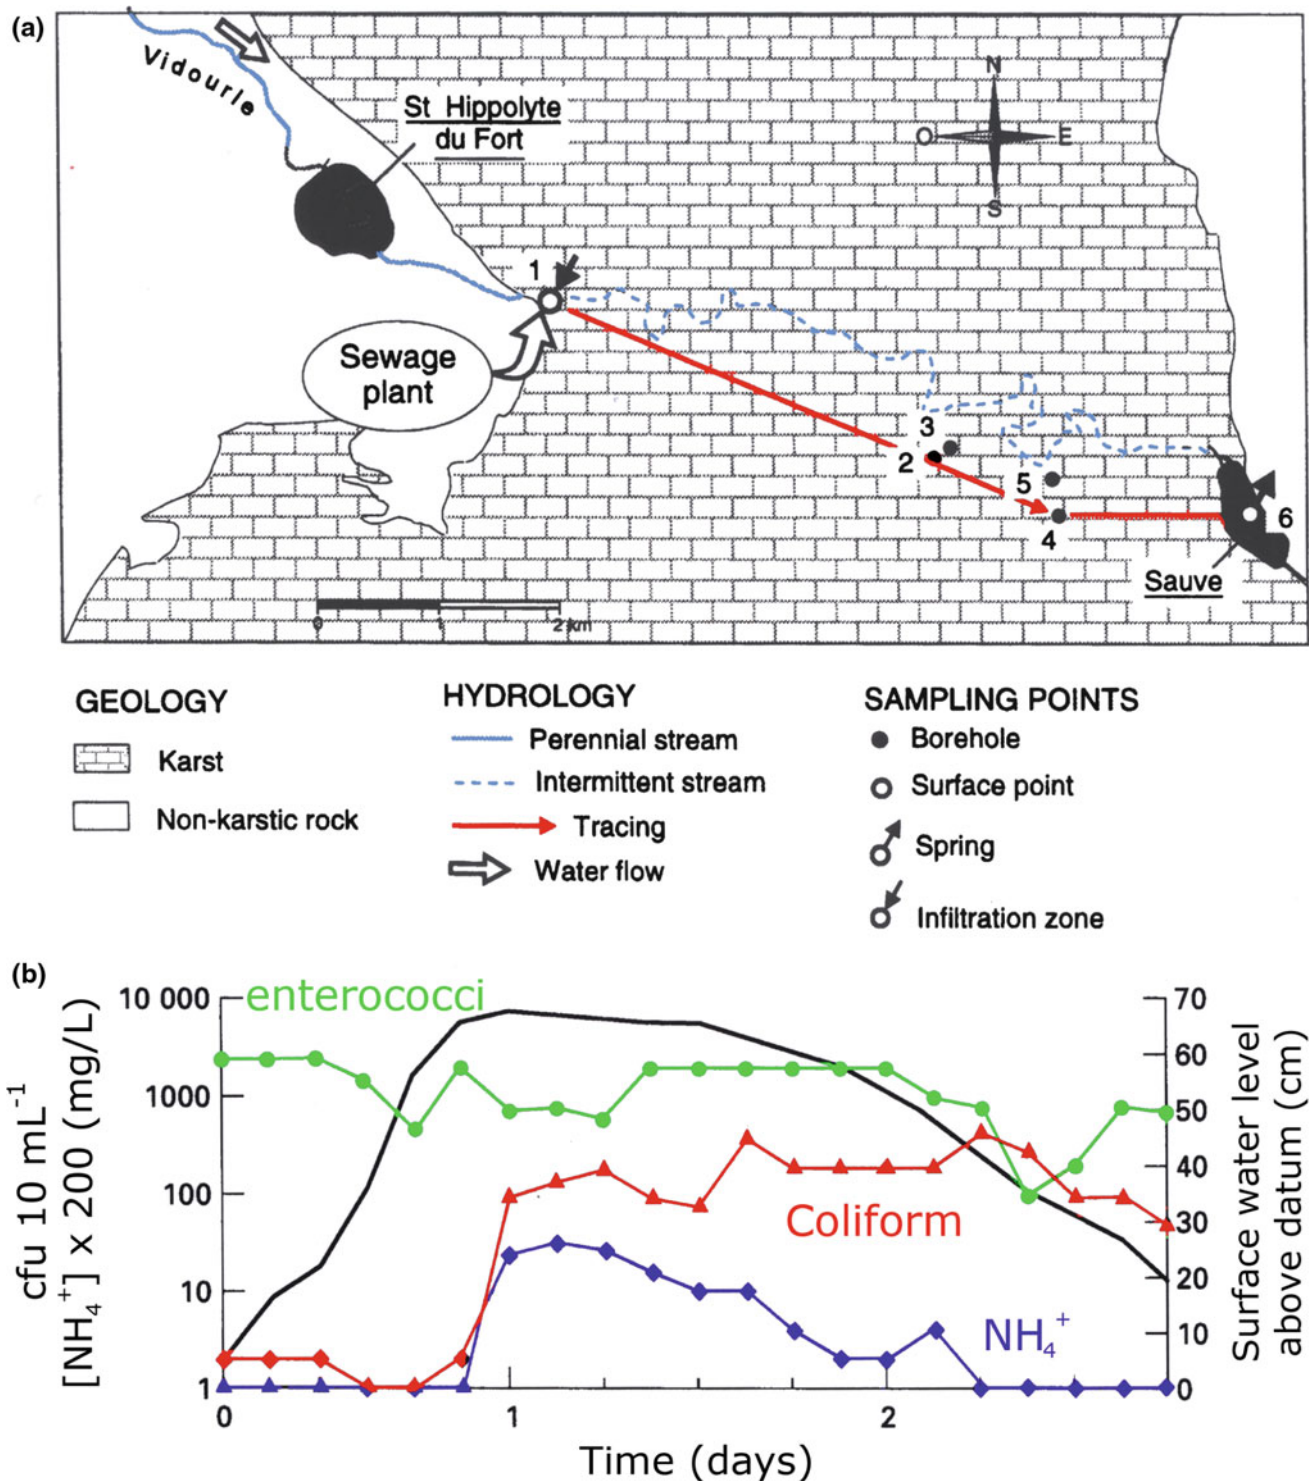 (a)
Vidourle
St Hippolyte
du Fort
N
O
E
S
1
Sewage
plant
3
2
5
4
6
Sauve
0
1
2 km
GEOLOGY
Karst
Non-karstic rock
HYDROLOGY
Perennial stream
Intermittent stream
Tracing
Water flow
SAMPLING POINTS
Borehole
Surface point
Spring
Infiltration zone
(b)
cfu 10 mL⁻¹
[NH₄⁺] x 200 (mg/L)
10 000
1000
100
10
1
enterococci
Coliform
NH₄⁺
70
60
50
40
30
20
10
0
Surface water level
above datum (cm)
0
1
2
Time (days)